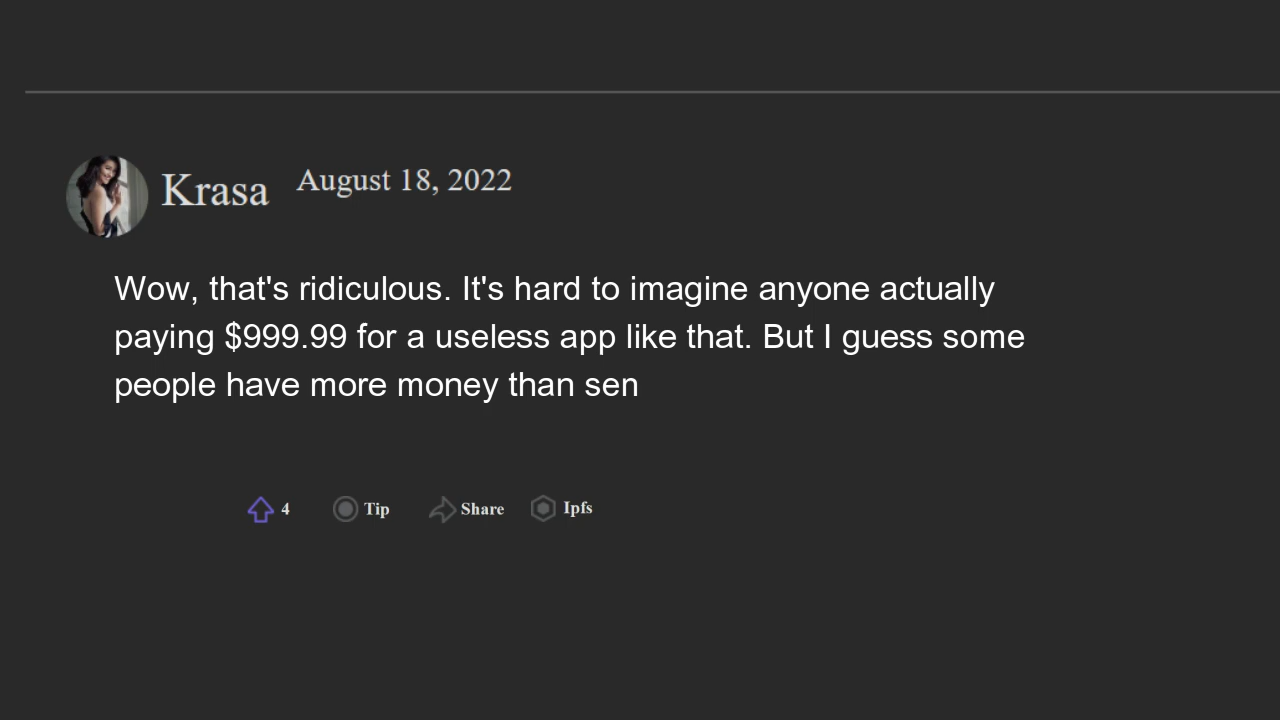 Krasa August 18, 2022
Wow, that's ridiculous. It's hard to imagine anyone actually
paying $999.99 for a useless app like that. But I guess some
people have more money than sen
4 Tip Share Ipfs